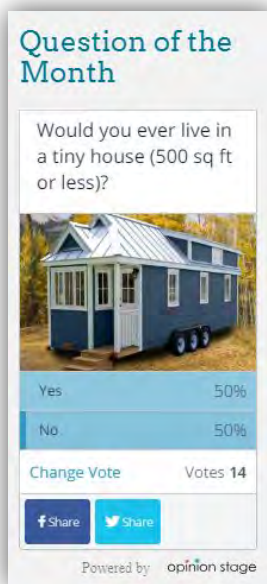 Question of the
Month
Would you ever live in
a tiny house (500 sq ft
or less)?
Yes 50%
No 50%
Change Vote Votes 14
f Share Share
Powered by opinion stage